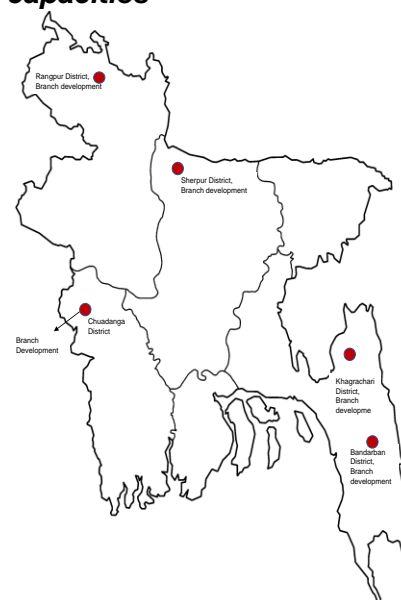 capacities
Rangpur District,
Branch development
Sherpur District,
Branch development
Chuadanga
District
Branch
Development
Khagrachari
District,
Branch
developme
Bandarban
District,
Branch
development